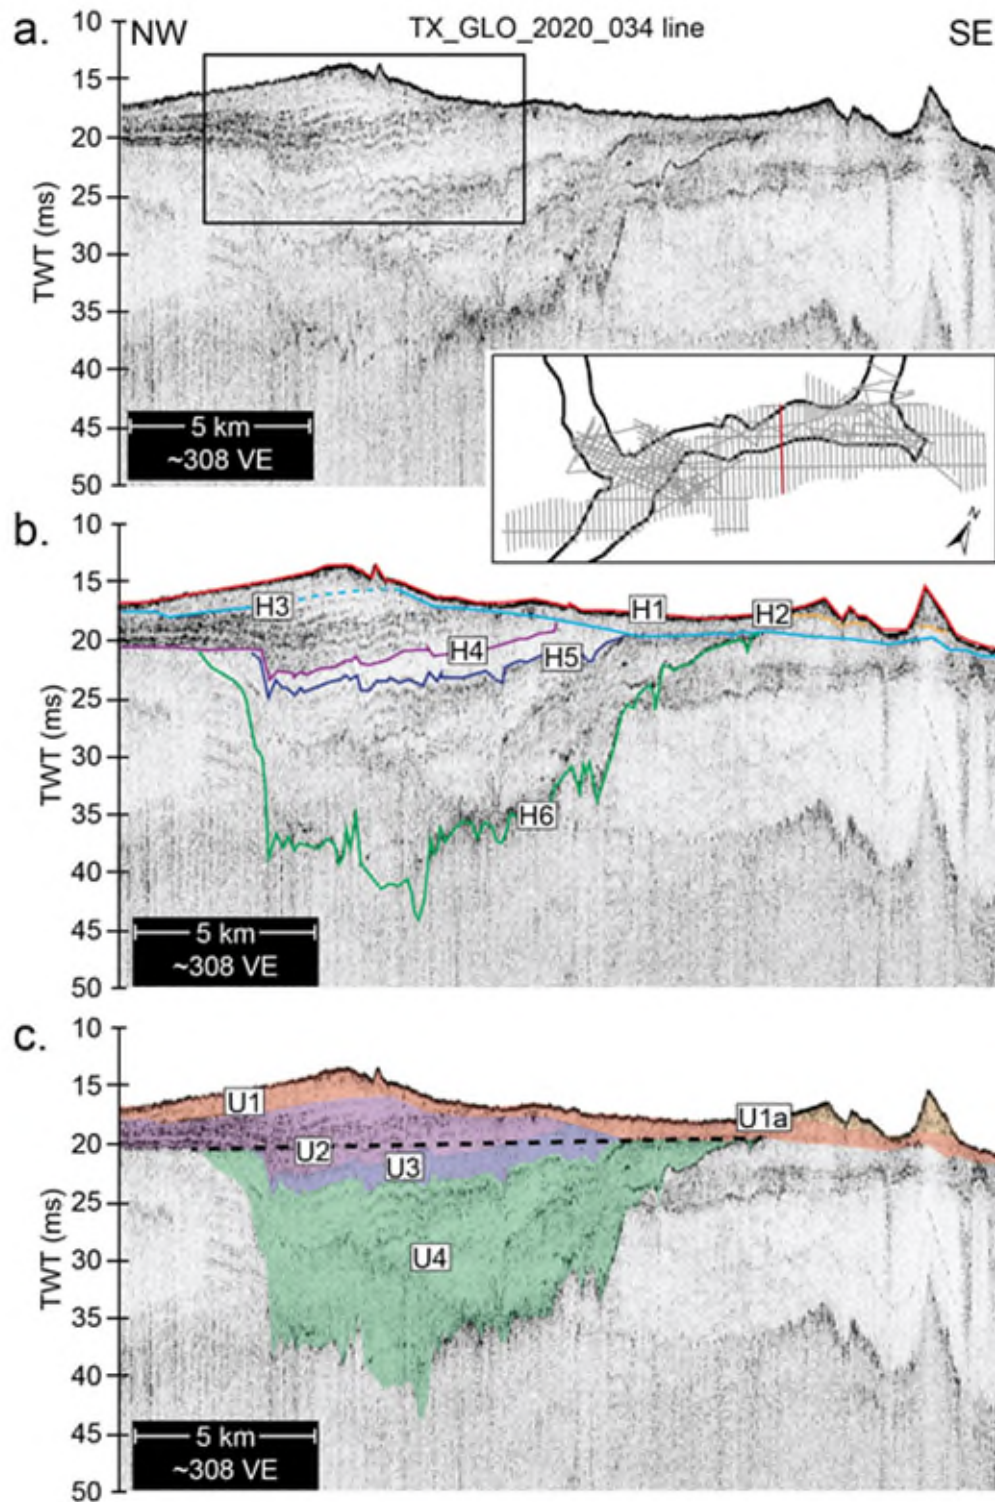 a. NW TX_GLO_2020_034 line SE
10
15
20
25
30
35
40
45
50
TWT (ms)
5 km
~308 VE
N
b.
10
15
20
25
30
35
40
45
50
TWT (ms)
H3
H1
H2
H4
H5
H6
5 km
~308 VE
c.
10
15
20
25
30
35
40
45
50
TWT (ms)
U1
U1a
U2
U3
U4
5 km
~308 VE